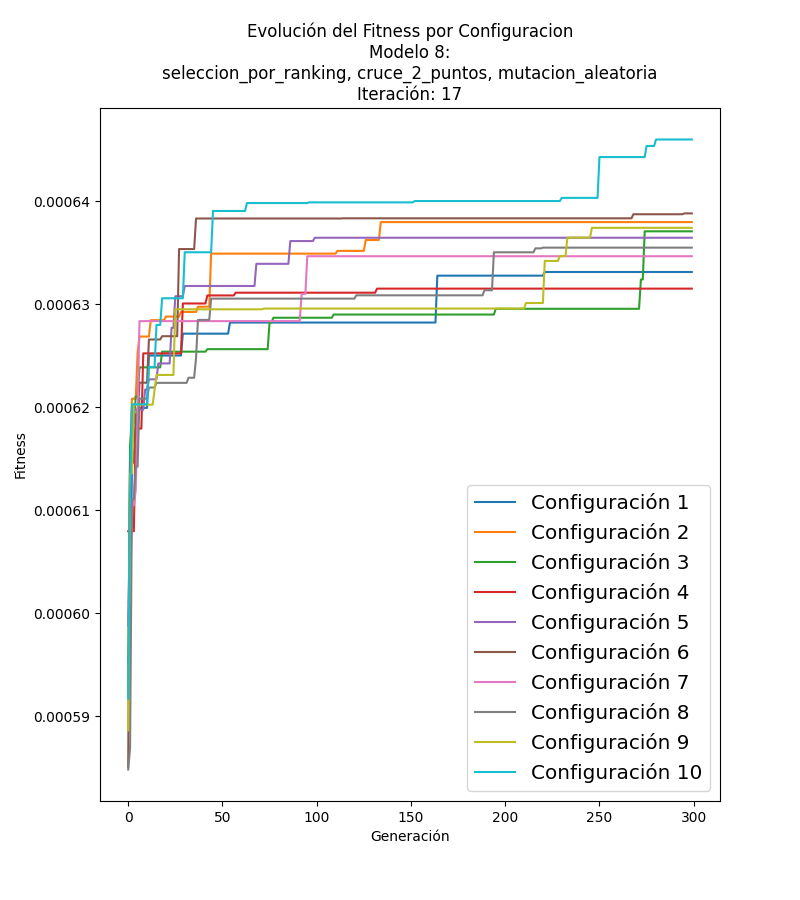 Evolución del Fitness por Configuracion
Modelo 8:
seleccion_por_ranking, cruce_2_puntos, mutacion_aleatoria
Iteración: 17
0.00064
0.00063
0.00062
0.00061
0.00060
0.00059
Fitness
Configuración 1
Configuración 2
Configuración 3
Configuración 4
Configuración 5
Configuración 6
Configuración 7
Configuración 8
Configuración 9
Configuración 10
0 50 100 150 200 250 300
Generación